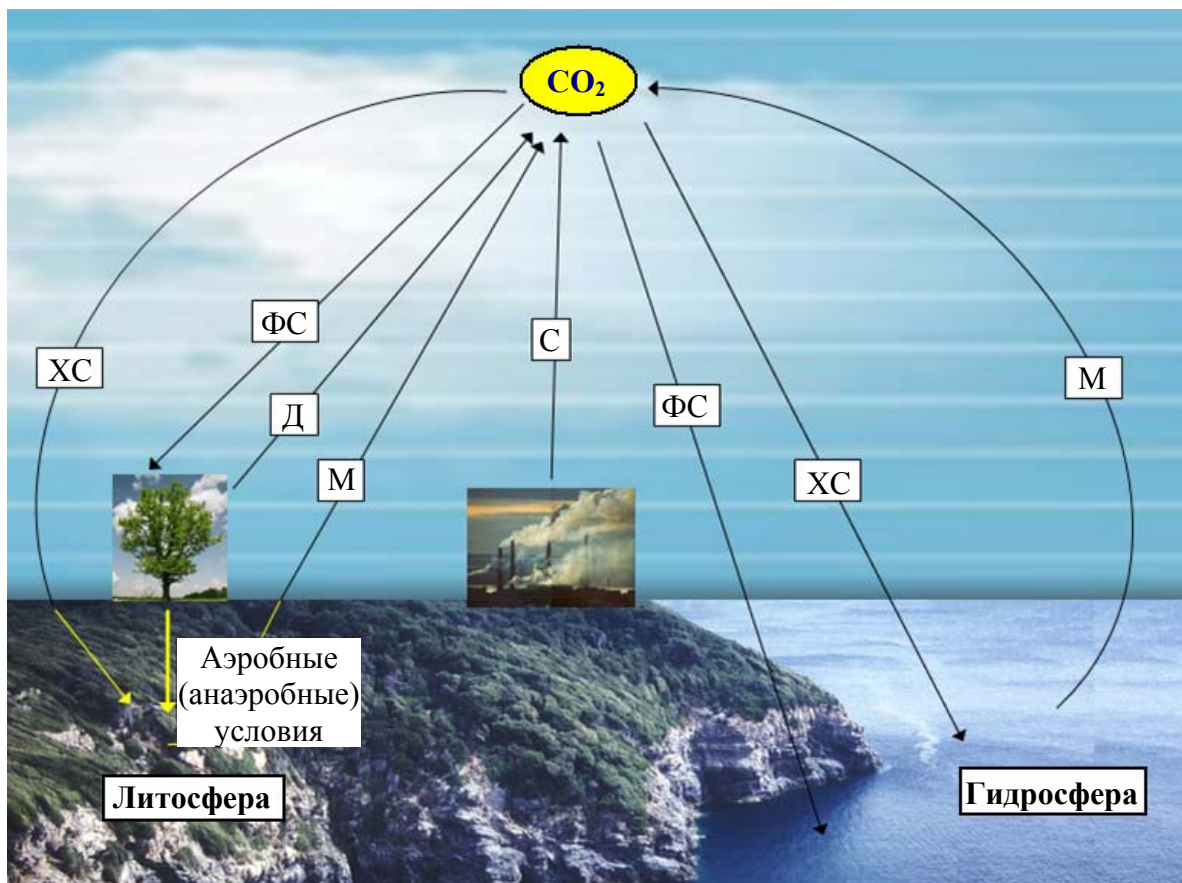 CO₂
ФС
С
ХС
М
ФС
Д
М
ХС
Аэробные
(анаэробные)
условия
Литосфера
Гидросфера